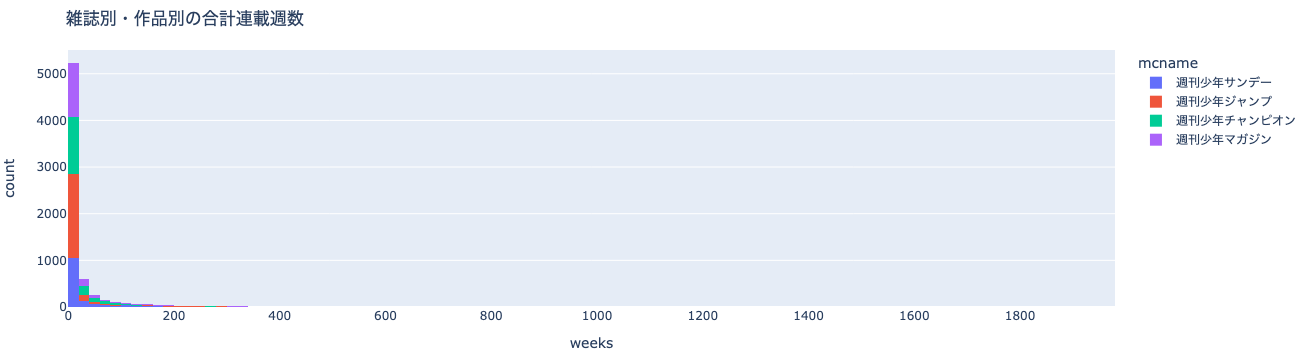 雑誌別・作品別の合計連載週数
mcname
週刊少年サンデー
週刊少年ジャンプ
週刊少年チャンピオン
週刊少年マガジン
count
5000
4000
3000
2000
1000
0
0 200 400 600 800 1000 1200 1400 1600 1800
weeks